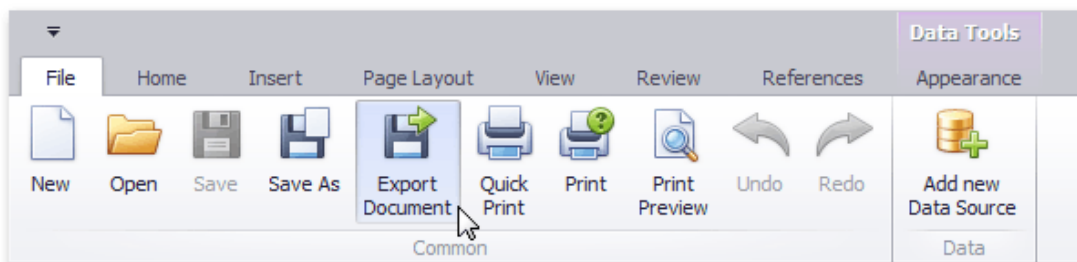 Data Tools
File Home Insert Page Layout View Review References Appearance
New Open Save Save As Export Quick Print Print Undo Redo Add new
Document Print Preview Data Source
Common Data